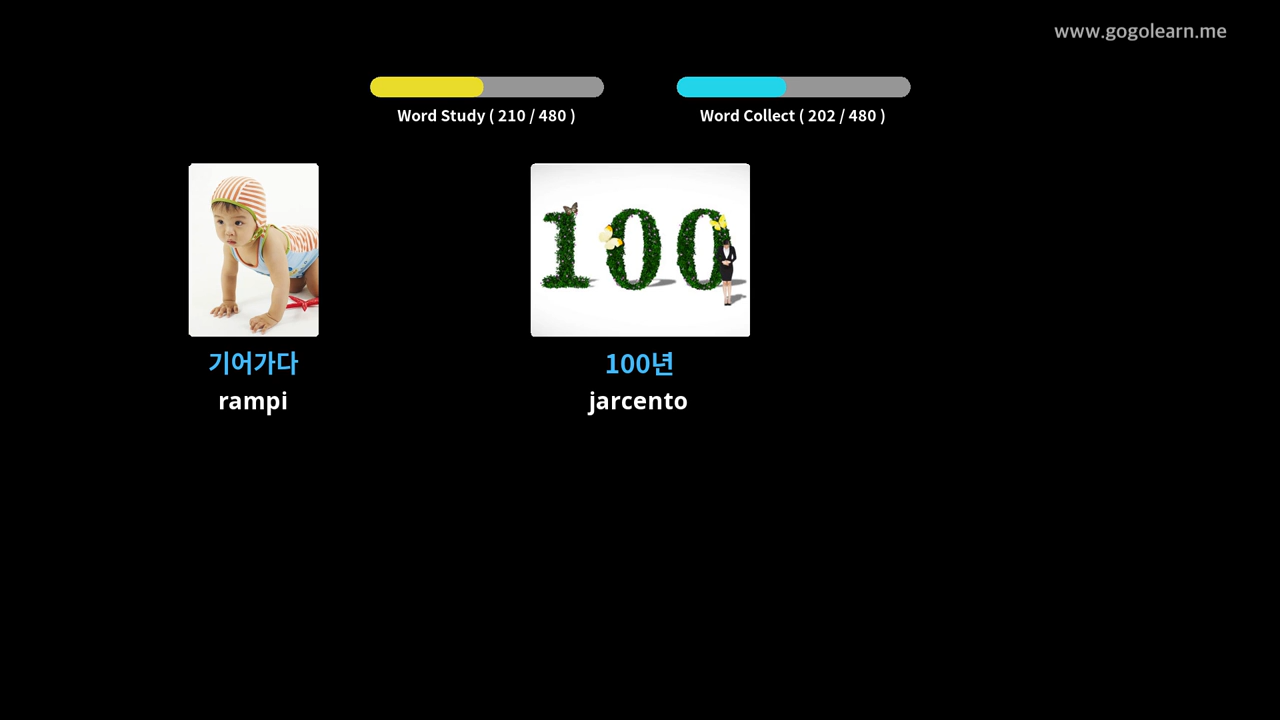 www.gogolearn.me
Word Study ( 210 / 480 )
Word Collect ( 202 / 480 )
100
기어가다
rampi
100년
jarcento